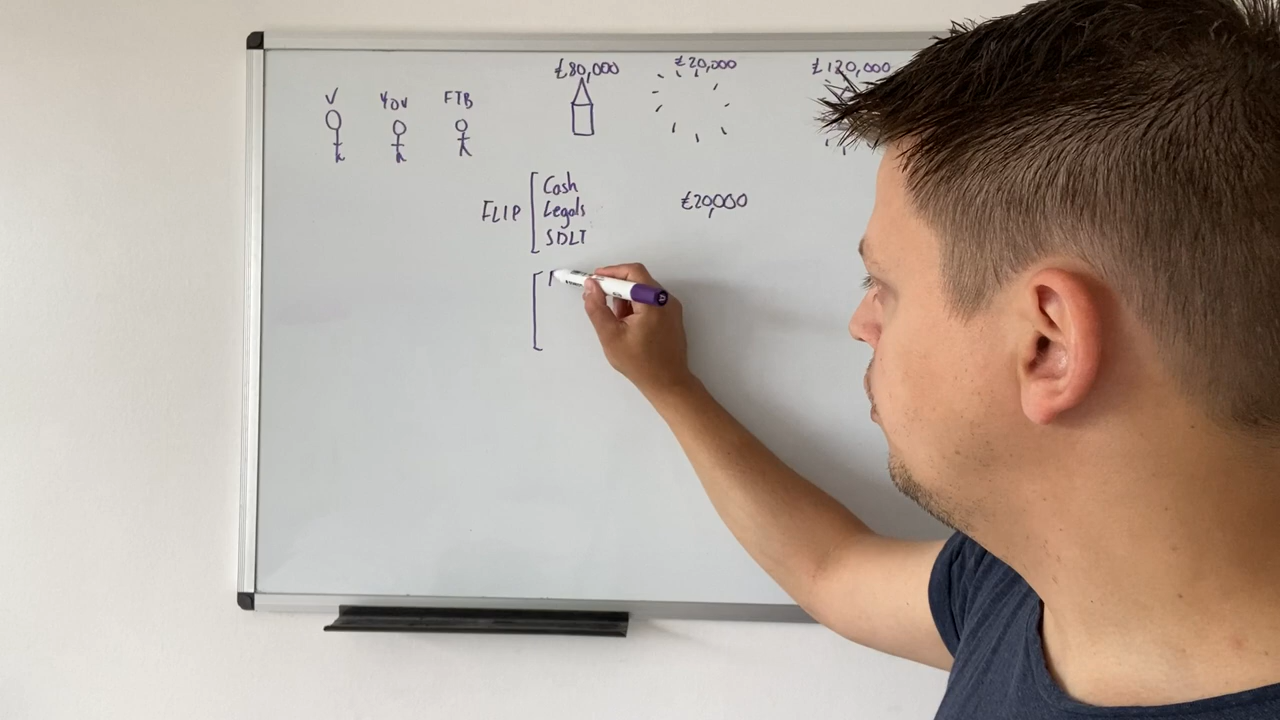 £80,000 £20,000 £120,000
V YOU FTB
FLIP Cash £20,000
Legals
SDLT